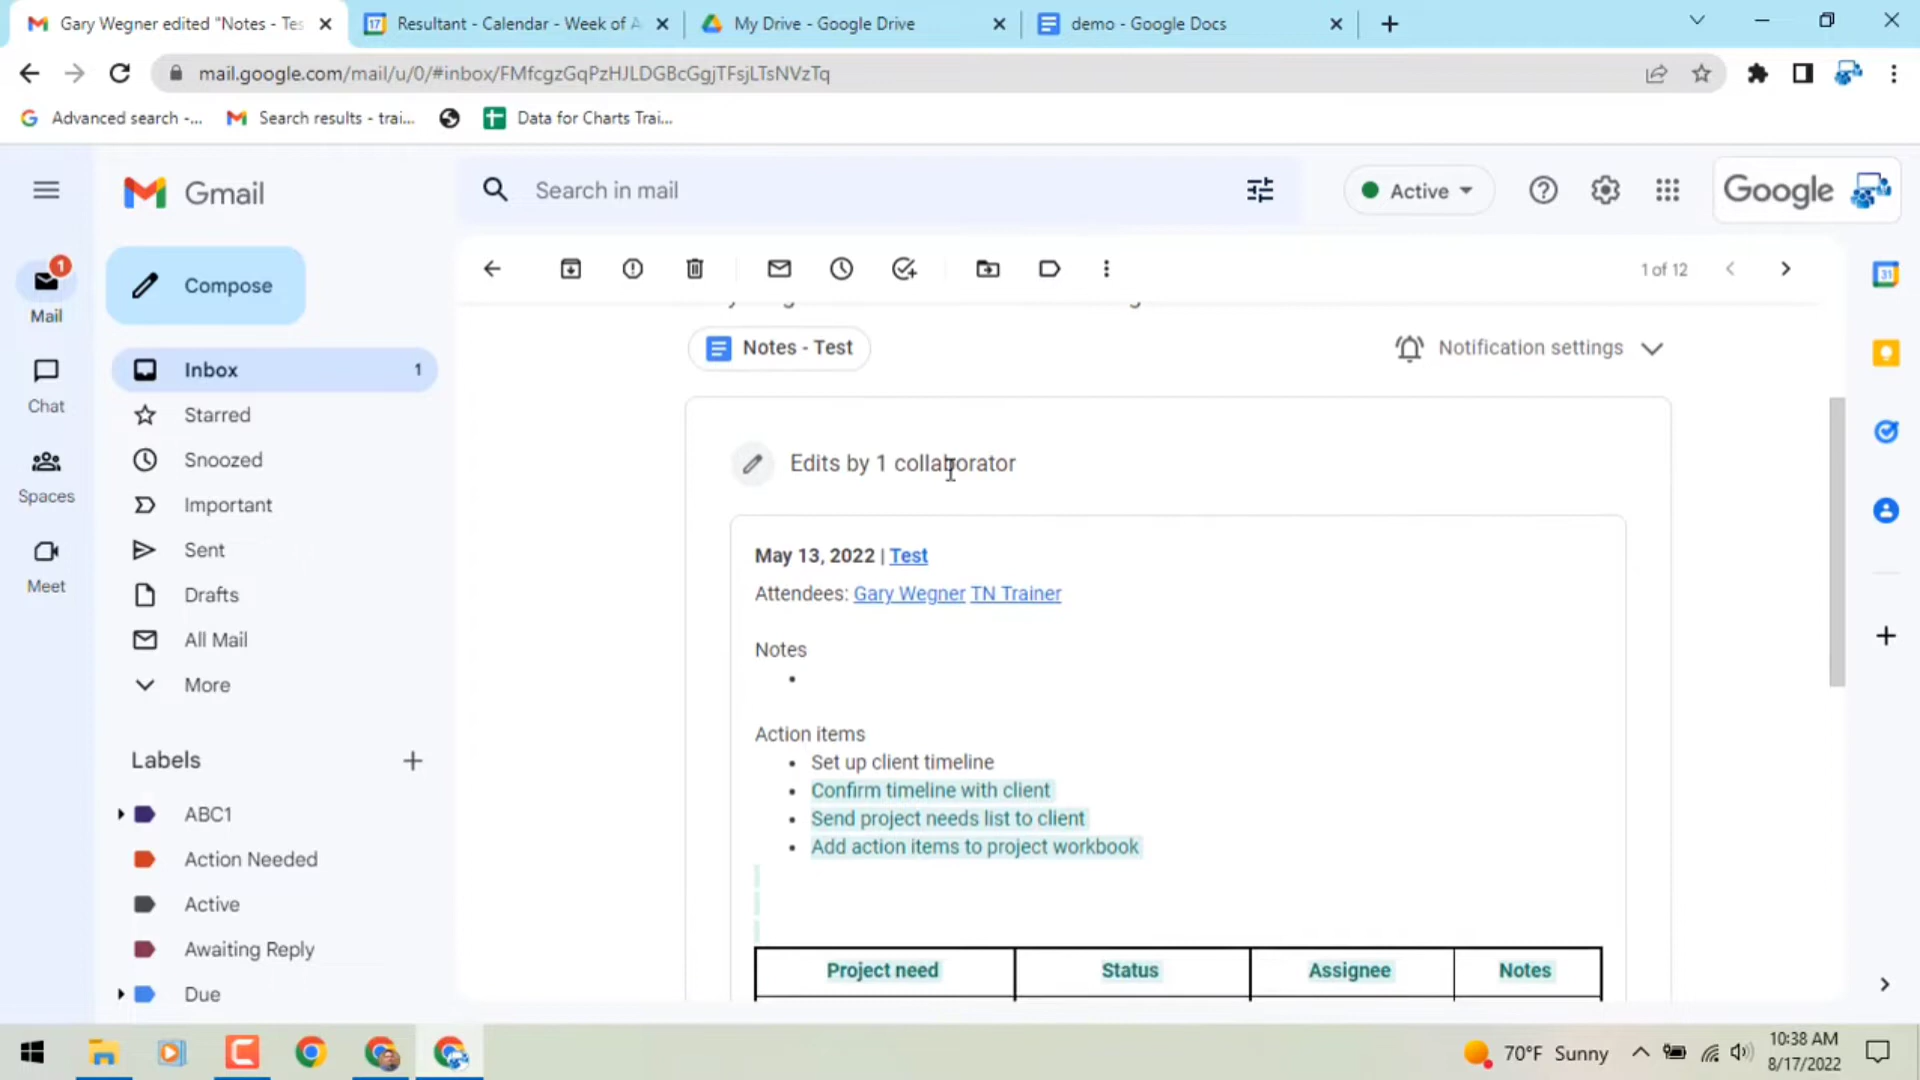 Gary Wegner edited "Notes - Tes
Resultant - Calendar - Week of A
My Drive - Google Drive
demo - Google Docs
mail.google.com/mail/u/0/#inbox/FMfcgzGqPzHJLDGBcGgjTFsjLTsNVzTq
Advanced search -...
Search results - trai...
Data for Charts Trai...
Gmail
Search in mail
Active
Google
1
Mail
Chat
Spaces
Meet
Compose
Inbox 1
Starred
Snoozed
Important
Sent
Drafts
All Mail
More
Labels
ABC1
Action Needed
Active
Awaiting Reply
Due
1 of 12
Notes - Test
Notification settings
Edits by 1 collaborator
May 13, 2022 | Test
Attendees: Gary Wegner TN Trainer
Notes
Action items
• Set up client timeline
• Confirm timeline with client
• Send project needs list to client
• Add action items to project workbook
Project need Status Assignee Notes
31
70°F Sunny
10:38 AM
8/17/2022